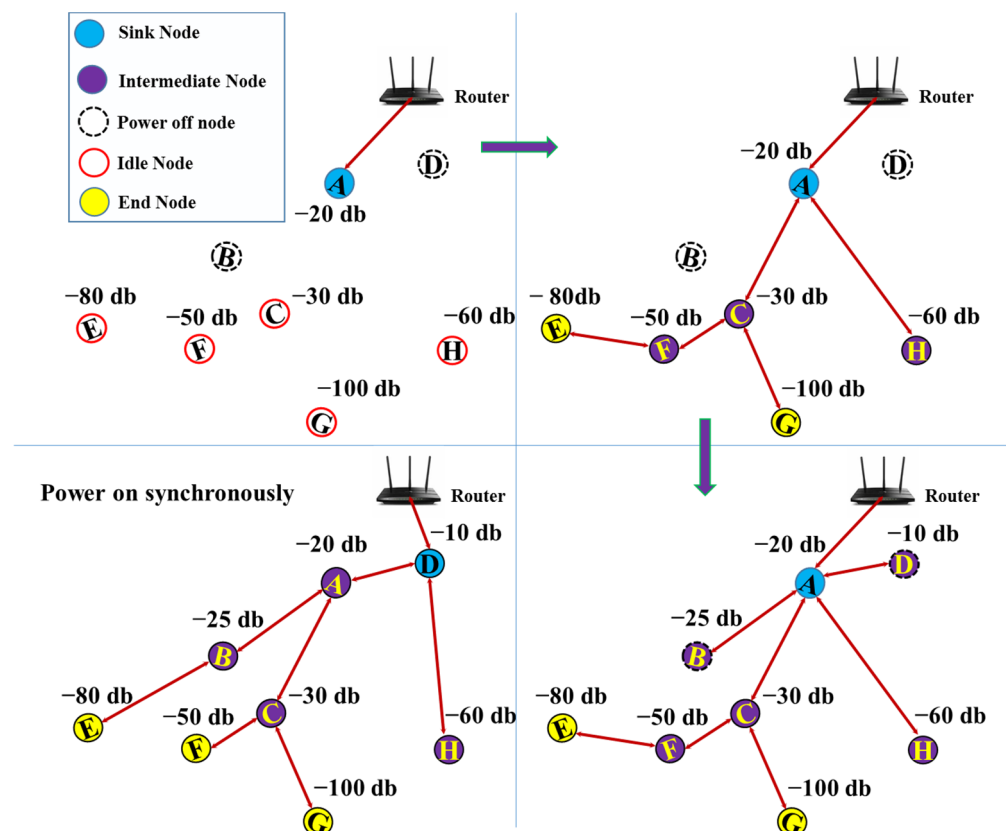 Sink Node
Intermediate Node
Power off node
Idle Node
End Node
Router
D
A
−20 db
B
−80 db
−30 db
−50 db
C
E
F
−60 db
H
−100 db
G
Router
−20 db
D
A
B
− 80db
−30 db
−50 db
C
E
F
−60 db
H
−100 db
G
Power on synchronously
Router
−10 db
−20 db
D
A
−25 db
B
−80 db
−30 db
−50 db
C
E
F
−60 db
H
−100 db
G
Router
−10 db
−20 db
D
A
−25 db
B
−80 db
−30 db
−50 db
C
E
F
−60 db
H
−100 db
G